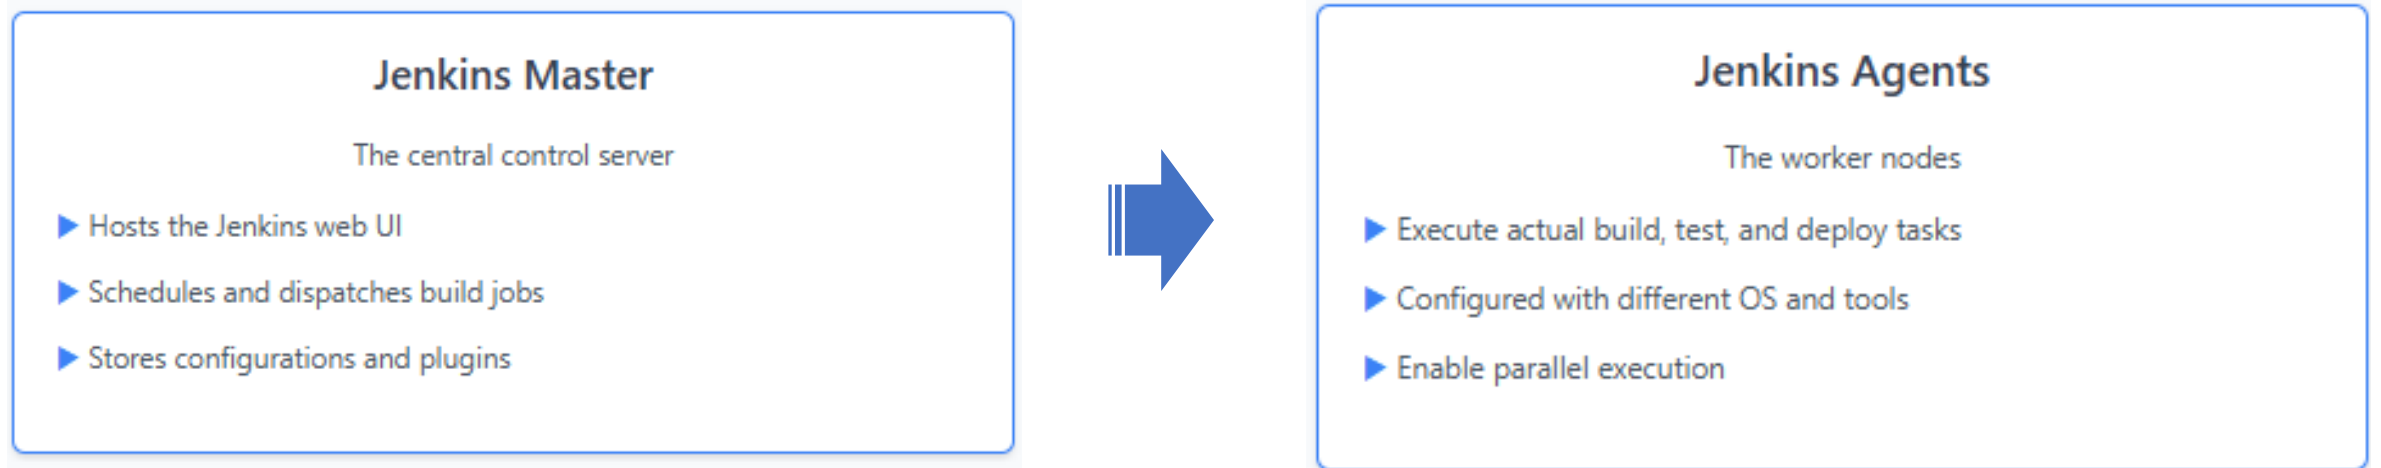 Jenkins Master
The central control server
Hosts the Jenkins web UI
Schedules and dispatches build jobs
Stores configurations and plugins
Jenkins Agents
The worker nodes
Execute actual build, test, and deploy tasks
Configured with different OS and tools
Enable parallel execution